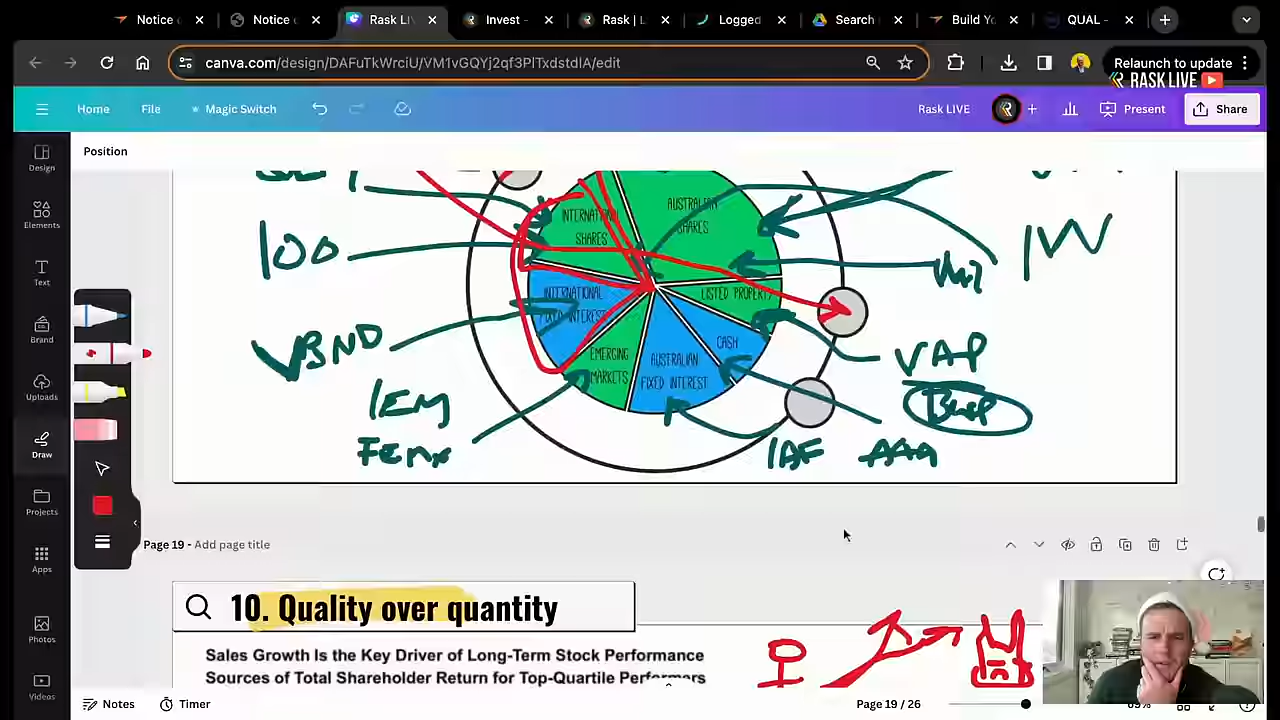 Notice c
Notice c
Rask LI
Invest -
Rask | L
Logged
Search
Build Yo
QUAL -
canva.com/design/DAFuTkWrciU/VM1vGQYj2qf3PlTxdstdIA/edit
Relaunch to update
RASK LIVE
Home
File
Magic Switch
Rask LIVE
Present
Share
Position
Design
Elements
Text
Brand
Uploads
Draw
Projects
Apps
Photos
Videos
INTERNATIONAL
SHARES
AUSTRALIAN
SHARES
LISTED PROPERTY
CASH
AUSTRALIAN
FIXED INTEREST
EMERGING
MARKETS
INTERNATIONAL
FIXED INTEREST
IOO
VBND
IEM
FEMX
IAF
AAA
VAP
Page 19 - Add page title
10. Quality over quantity
Sales Growth Is the Key Driver of Long-Term Stock Performance
Sources of Total Shareholder Return for Top-Quartile Performers
Notes
Timer
Page 19 / 26
69%